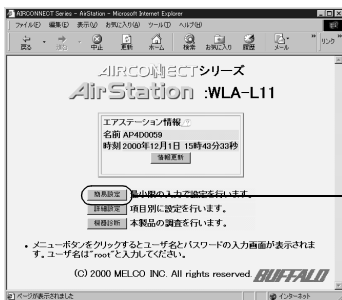 AIRCONNECT Series - AirStation - Microsoft Internet Explorer
ファイル(F) 編集(E) 表示(V) お気に入り(G) ツール(T) ヘルプ(H)
戻る 進む 中止 更新 ホーム 検索 お気に入り 履歴 メール リンク
AIRCONNECTシリーズ
AirStation :WLA-L11
エアステーション情報
名前 AP4D0059
時刻 2000年12月1日 15時43分33秒
情報更新
簡易設定 最小限の入力で設定を行います。
詳細設定 項目別に設定を行います。
機器診断 本製品の調査を行います。
• メニューボタンをクリックするとユーザ名とパスワードの入力画面が表示されます
す。ユーザ名は"root"と入力してください。
(C) 2000 MELCO INC. All rights reserved. BUFFALO
ページが表示されました インターネット